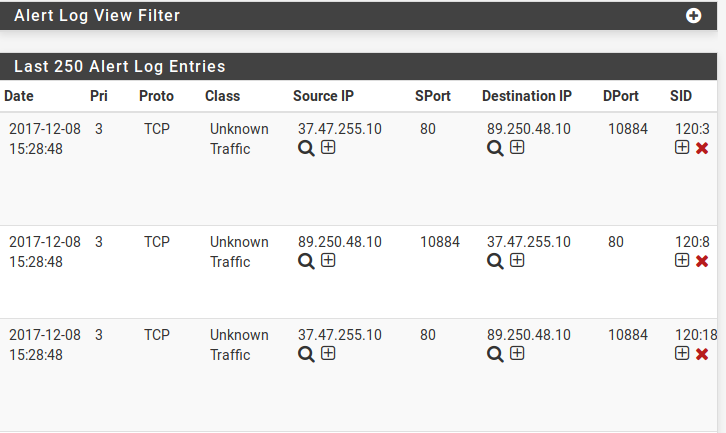 Alert Log View Filter
Last 250 Alert Log Entries
Date Pri Proto Class Source IP SPort Destination IP DPort SID
2017-12-08 3 TCP Unknown 37.47.255.10 80 89.250.48.10 10884 120:3
15:28:48 Traffic
2017-12-08 3 TCP Unknown 89.250.48.10 10884 37.47.255.10 80 120:8
15:28:48 Traffic
2017-12-08 3 TCP Unknown 37.47.255.10 80 89.250.48.10 10884 120:18
15:28:48 Traffic